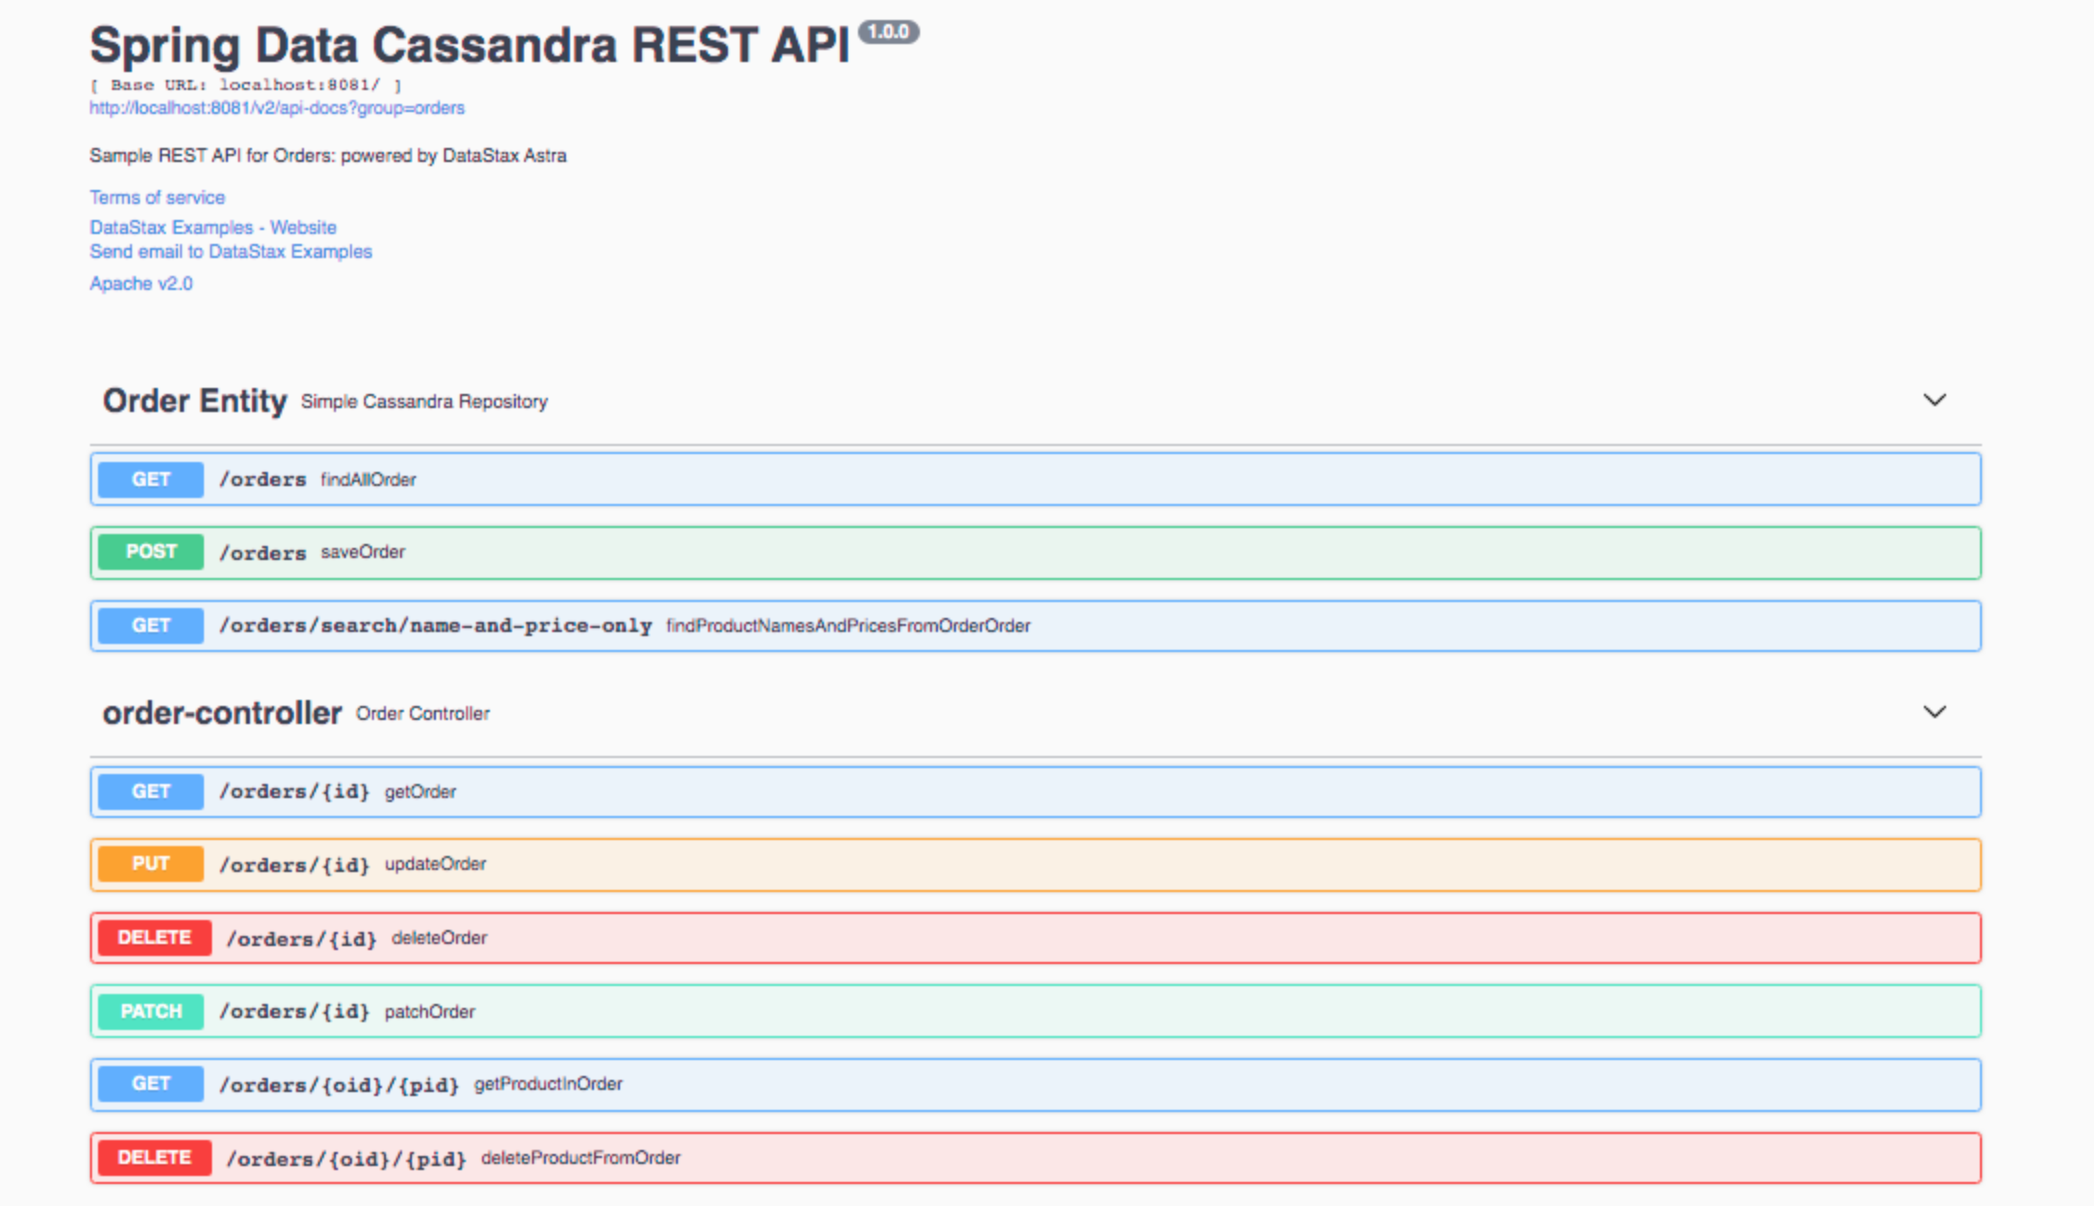 Spring Data Cassandra REST API 1.0.0
[ Base URL: localhost:8081/ ]
http://localhost:8081/v2/api-docs?group=orders
Sample REST API for Orders: powered by DataStax Astra
Terms of service
DataStax Examples - Website
Send email to DataStax Examples
Apache v2.0
Order Entity Simple Cassandra Repository
GET /orders findAllOrder
POST /orders saveOrder
GET /orders/search/name-and-price-only findProductNamesAndPricesFromOrderOrder
order-controller Order Controller
GET /orders/{id} getOrder
PUT /orders/{id} updateOrder
DELETE /orders/{id} deleteOrder
PATCH /orders/{id} patchOrder
GET /orders/{oid}/{pid} getProductInOrder
DELETE /orders/{oid}/{pid} deleteProductFromOrder